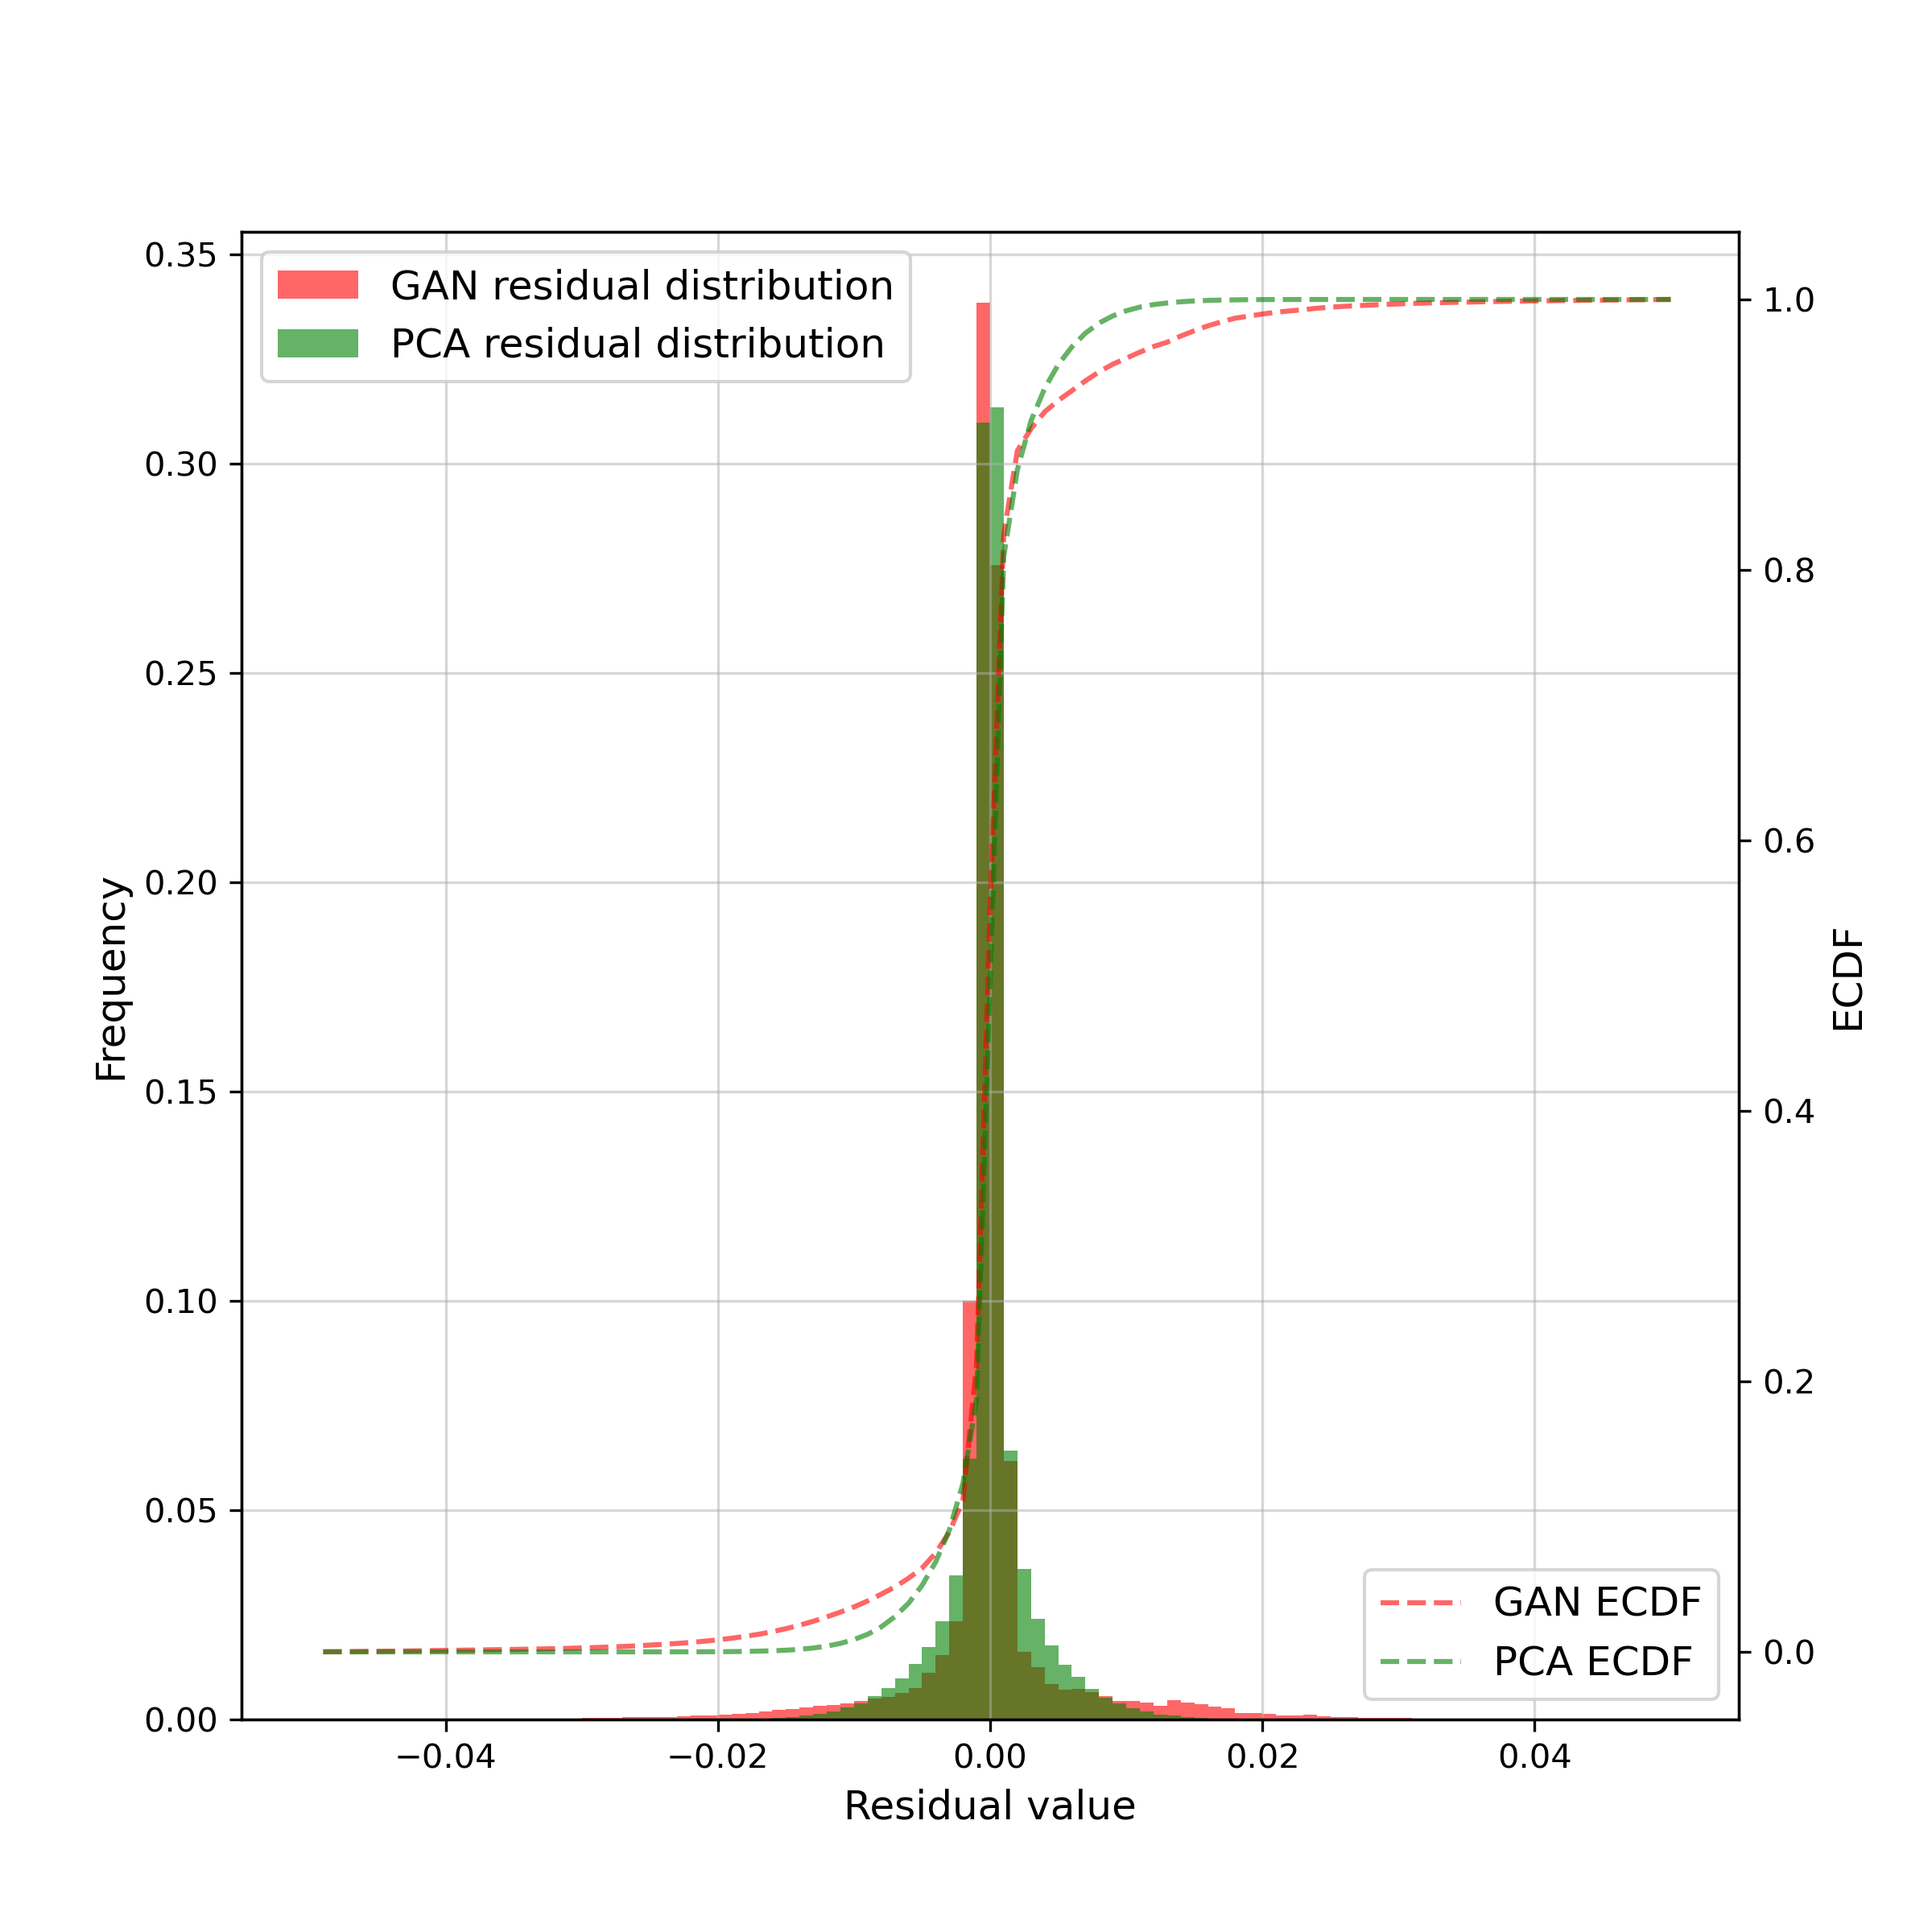 GAN residual distribution
PCA residual distribution
0.35
0.30
0.25
0.20
0.15
0.10
0.05
0.00
Frequency
1.0
0.8
0.6
0.4
0.2
0.0
ECDF
GAN ECDF
PCA ECDF
−0.04 −0.02 0.00 0.02 0.04
Residual value